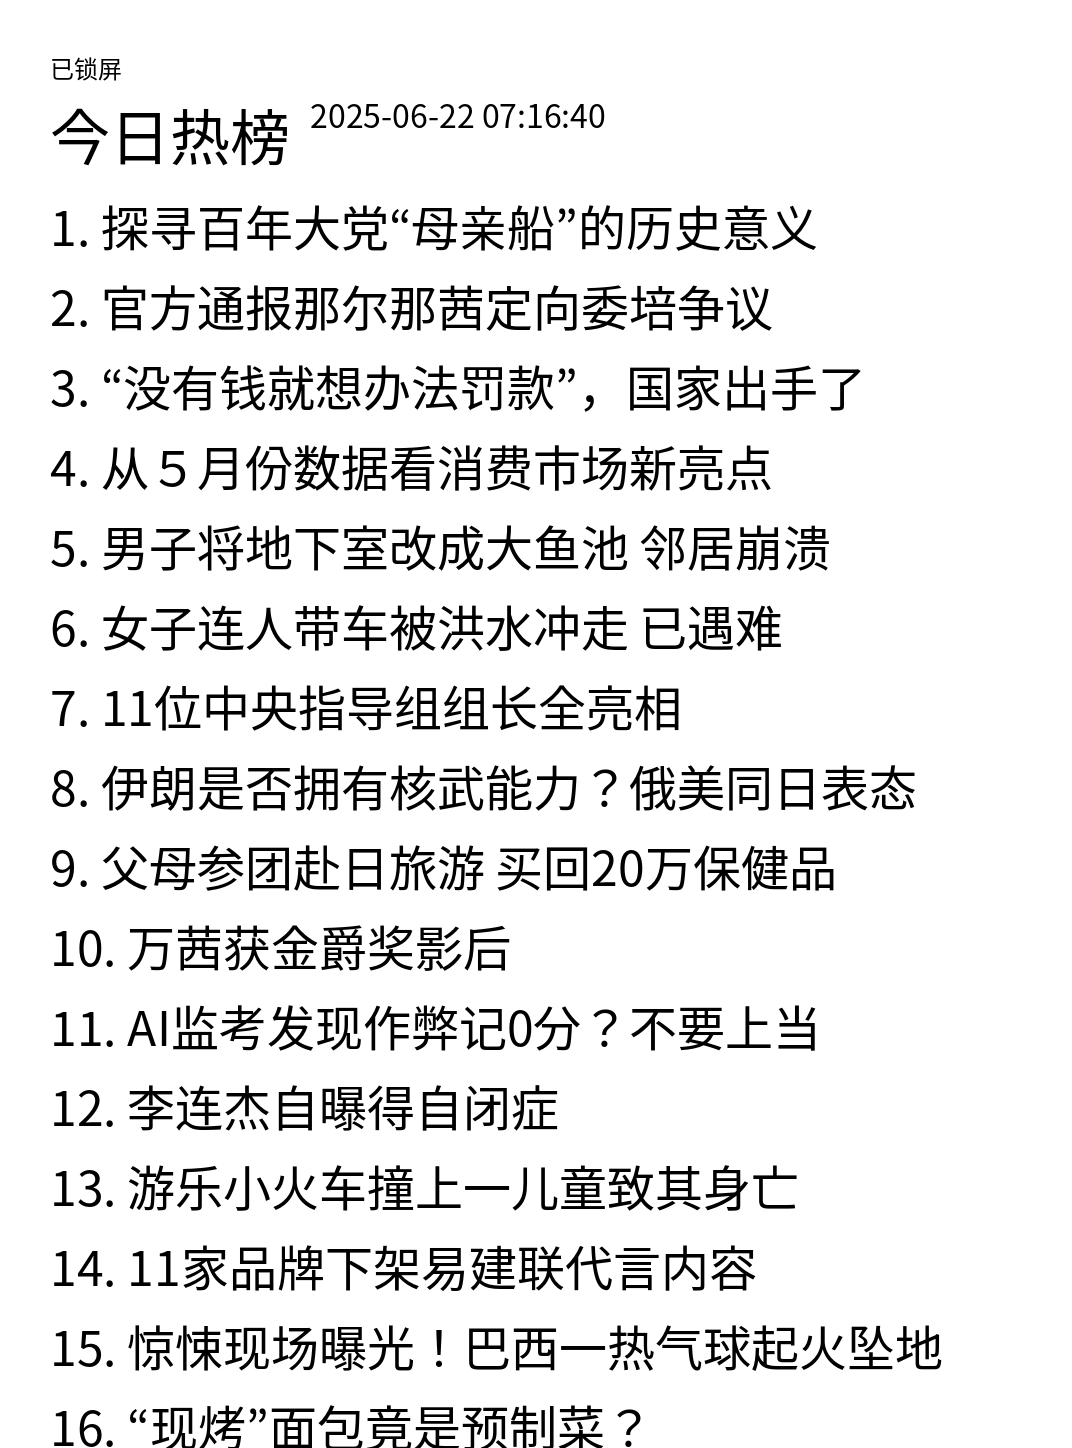 已锁屏
今日热榜 2025-06-22 07:16:40
1. 探寻百年大党“母亲船”的历史意义
2. 官方通报那尔那茜定向委培争议
3. “没有钱就想办法罚款”，国家出手了
4. 从５月份数据看消费市场新亮点
5. 男子将地下室改成大鱼池 邻居崩溃
6. 女子连人带车被洪水冲走 已遇难
7. 11位中央指导组组长全亮相
8. 伊朗是否拥有核武能力？俄美同日表态
9. 父母参团赴日旅游 买回20万保健品
10. 万茜获金爵奖影后
11. AI监考发现作弊记0分？不要上当
12. 李连杰自曝得自闭症
13. 游乐小火车撞上一儿童致其身亡
14. 11家品牌下架易建联代言内容
15. 惊悚现场曝光！巴西一热气球起火坠地
16. “现烤”面包竟是预制菜？